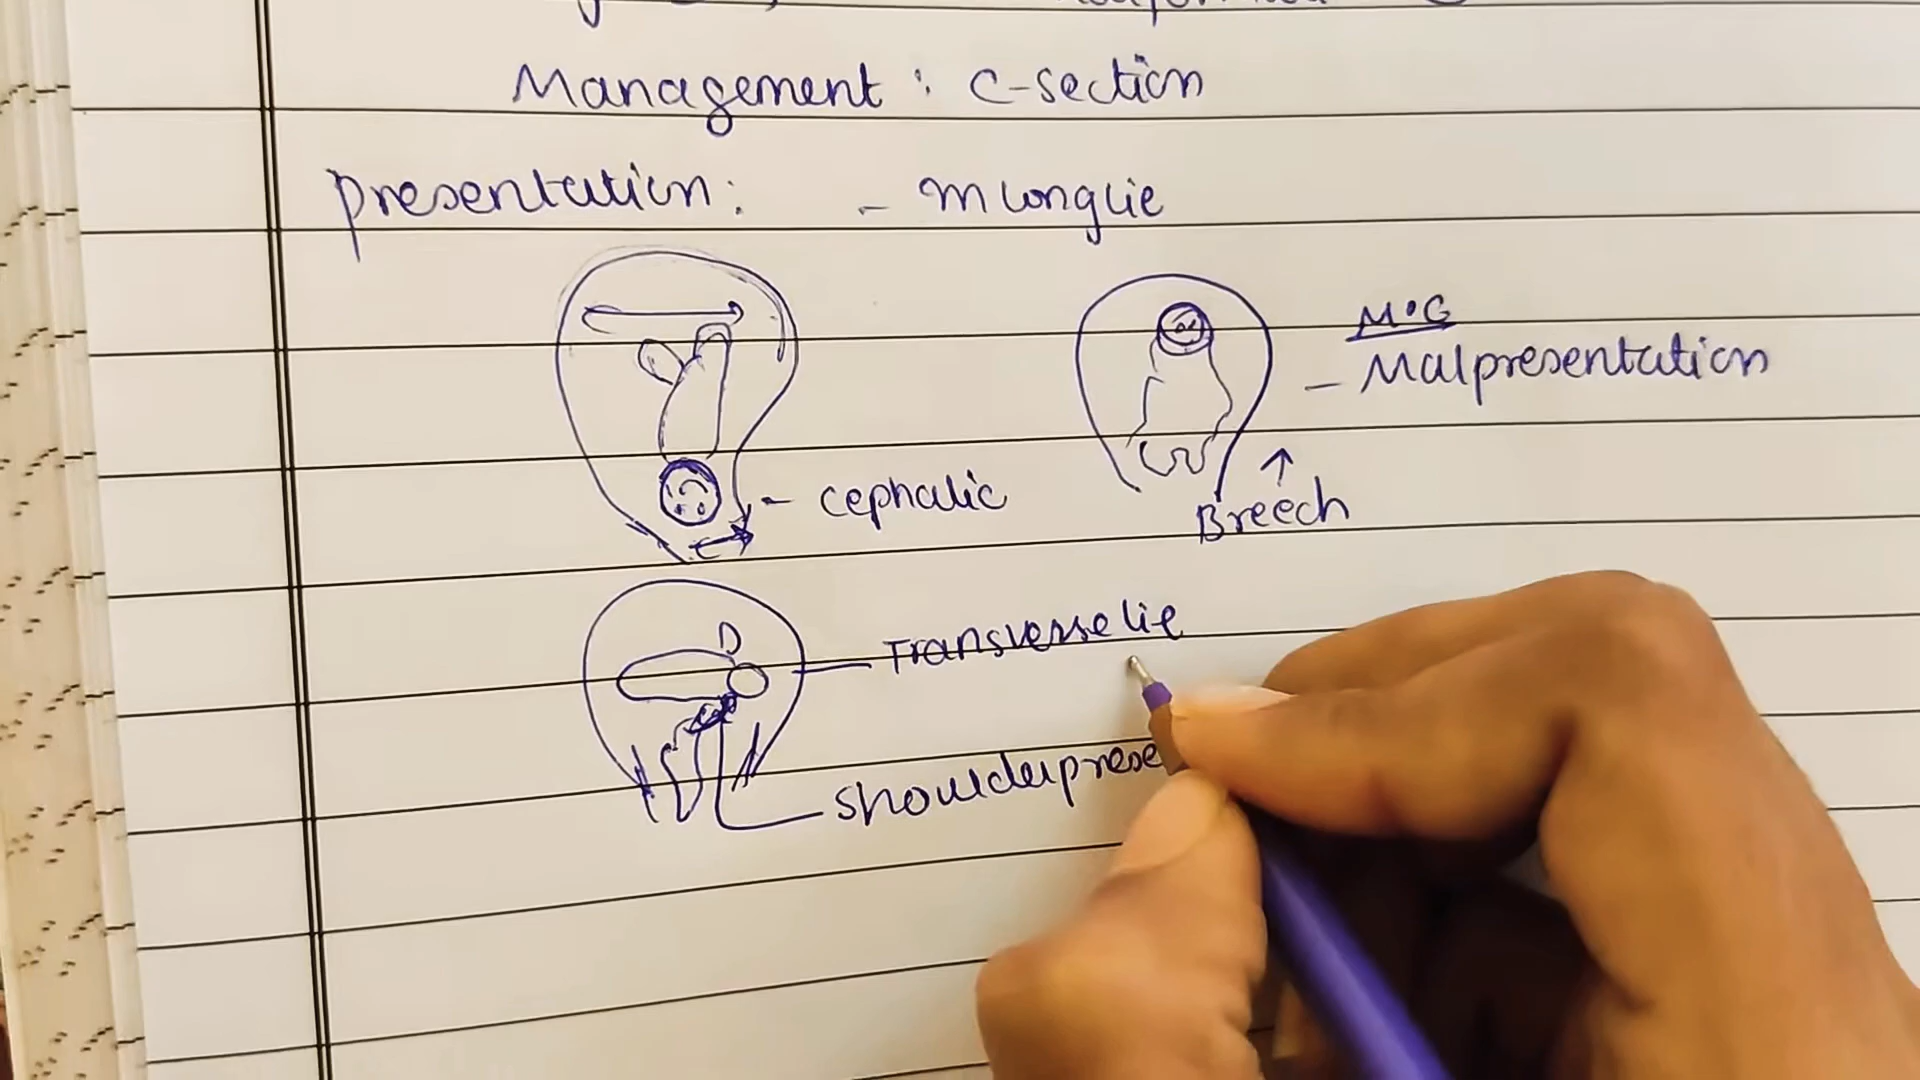 Management : C-section
presentation: - m longlie
M.C
- Malpresentation
- cephalic
Breech
Transverse lie
shoulderprese